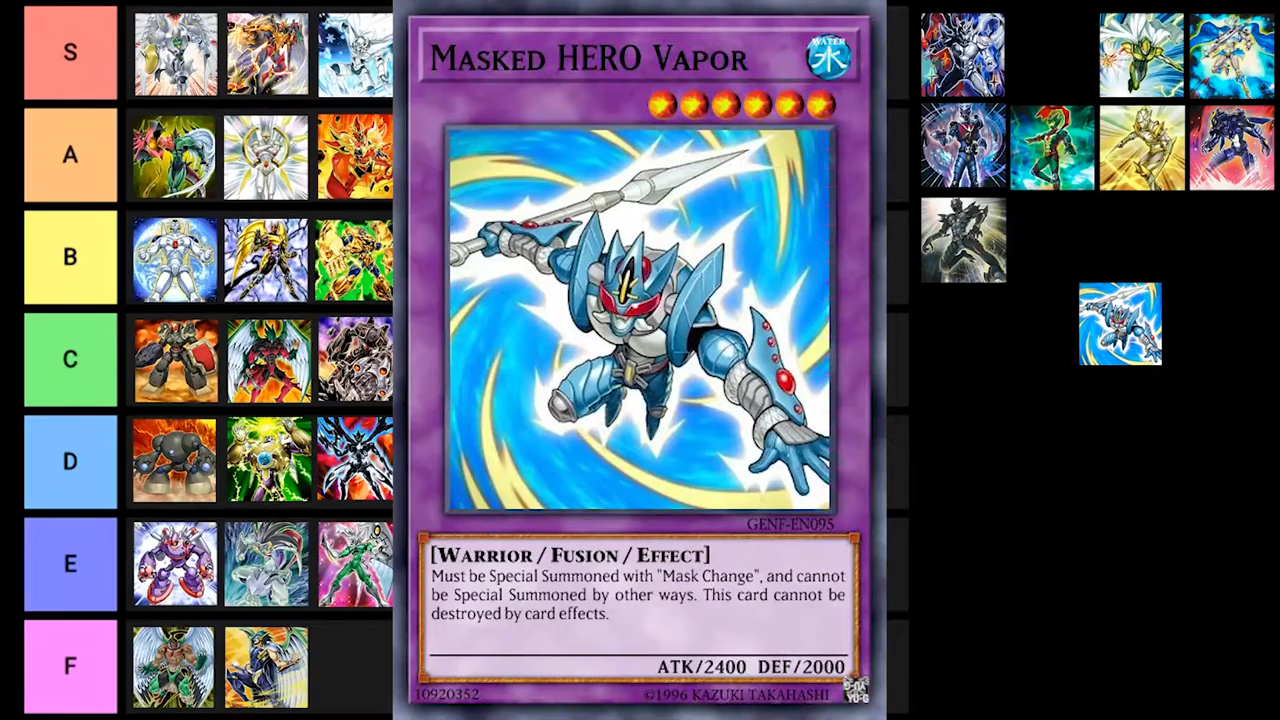 S
A
B
C
D
E
F
MASKED HERO VAPOR
WATER
水
GENF-EN095
[WARRIOR / FUSION / EFFECT]
Must be Special Summoned with "Mask Change", and cannot
be Special Summoned by other ways. This card cannot be
destroyed by card effects.
ATK/2400 DEF/2000
10920352
©1996 KAZUKI TAKAHASHI